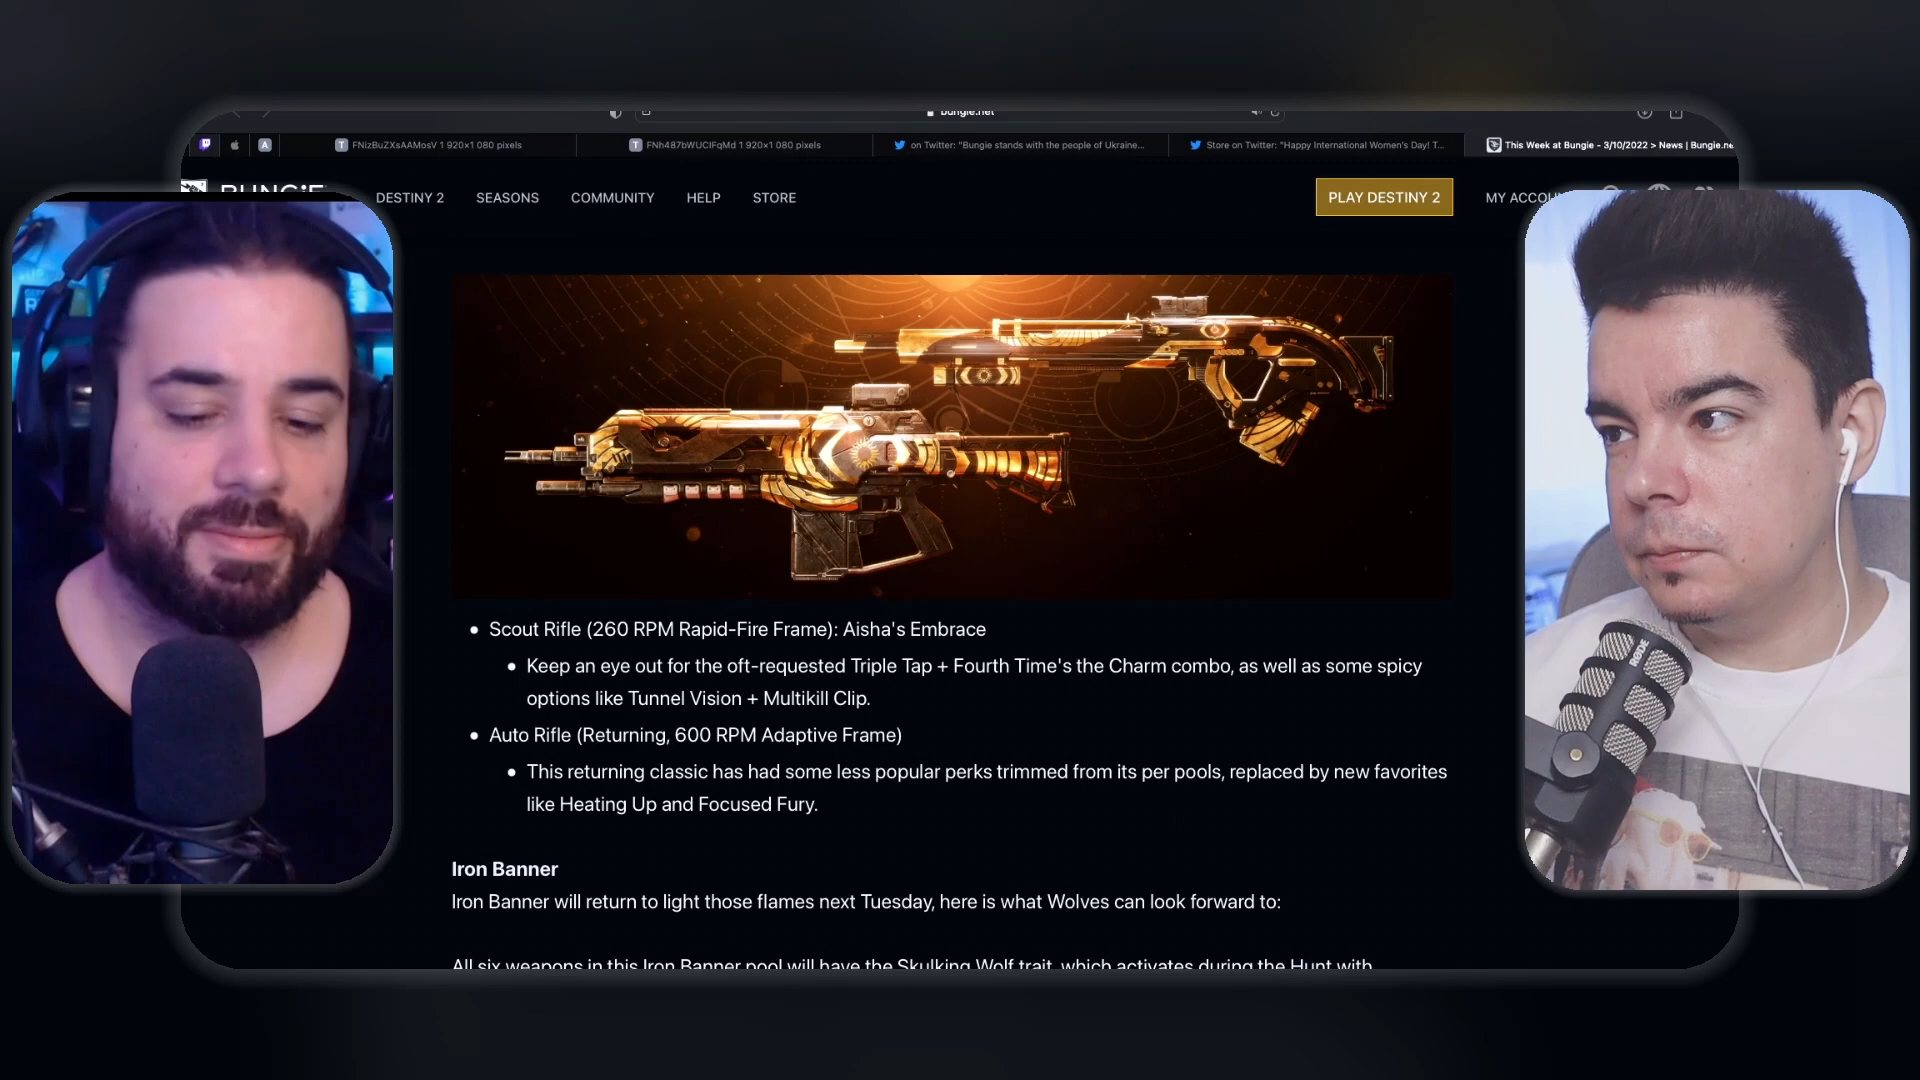 bungie.net
FNizBuZXsAAMosV 1 920×1 080 pixels
FNh487bWUCIFqMd 1 920×1 080 pixels
on Twitter: "Bungie stands with the people of Ukraine...
Store on Twitter: "Happy International Women's Day! T...
This Week at Bungie - 3/10/2022 > News | Bungie.ne
BUNGiE
DESTINY 2
SEASONS
COMMUNITY
HELP
STORE
PLAY DESTINY 2
MY ACCOU
Scout Rifle (260 RPM Rapid-Fire Frame): Aisha's Embrace
Keep an eye out for the oft-requested Triple Tap + Fourth Time's the Charm combo, as well as some spicy
options like Tunnel Vision + Multikill Clip.
Auto Rifle (Returning, 600 RPM Adaptive Frame)
This returning classic has had some less popular perks trimmed from its per pools, replaced by new favorites
like Heating Up and Focused Fury.
Iron Banner
Iron Banner will return to light those flames next Tuesday, here is what Wolves can look forward to:
All six weapons in this Iron Banner pool will have the Skulking Wolf trait, which activates during the Hunt with
RØDE